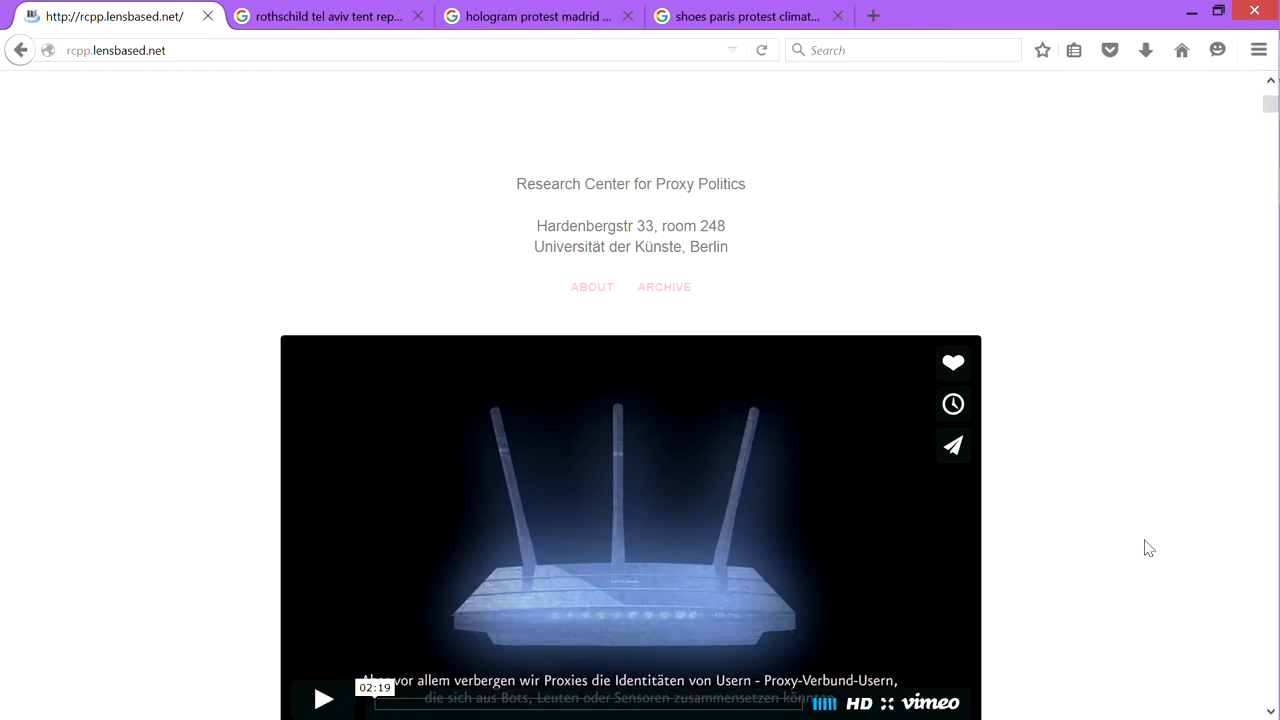 http://rcpp.lensbased.net/
rothschild tel aviv tent rep...
hologram protest madrid ...
shoes paris protest climat...
rcpp.lensbased.net
Search
Research Center for Proxy Politics
Hardenbergstr 33, room 248
Universität der Künste, Berlin
ABOUT ARCHIVE
vor allem verbergen wir Proxies die Identitäten von Usern - Proxy-Verbund-Usern,
02:19
die sich aus Bots, Leuten oder Sensoren zusammensetzen
HD vimeo